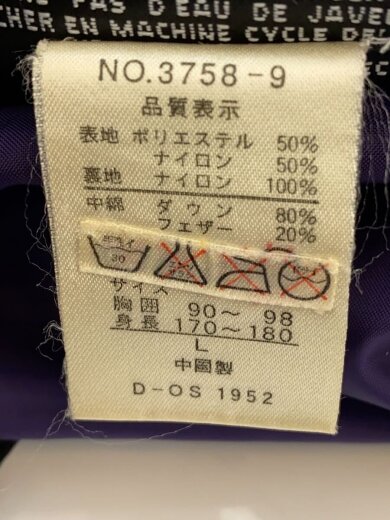 PAS D'EAU DE JAVE
CHER EN MACHINE CYCLE DE
NO.3758-9
品質表示
表地 ポリエステル 50%
ナイロン 50%
裏地 ナイロン 100%
中綿 ダウン 80%
フェザー 20%
30
サイズ
胸囲 90〜 98
身長 170〜180
L
中國製
D-OS 1952